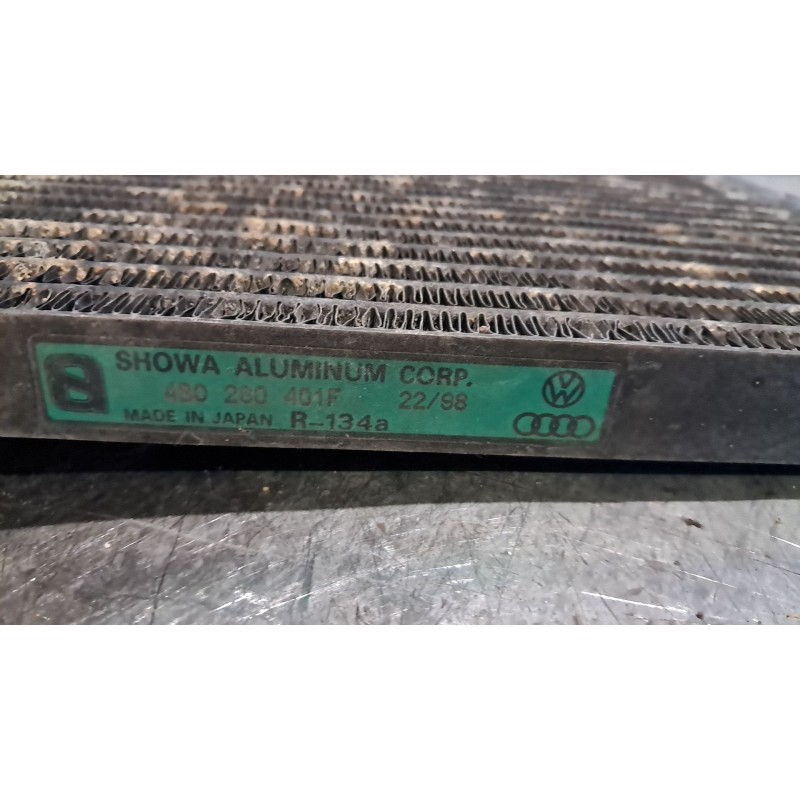 SHOWA ALUMINUM CORP.
4B0 260 401F 22/98
MADE IN JAPAN R-134a